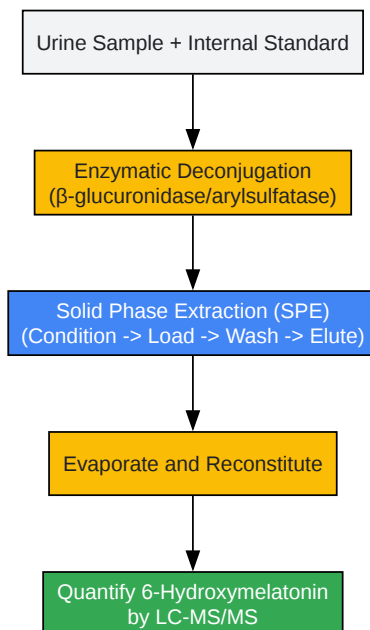 Urine Sample + Internal Standard
Enzymatic Deconjugation
(β-glucuronidase/arylsulfatase)
Solid Phase Extraction (SPE)
(Condition -> Load -> Wash -> Elute)
Evaporate and Reconstitute
Quantify 6-Hydroxymelatonin
by LC-MS/MS